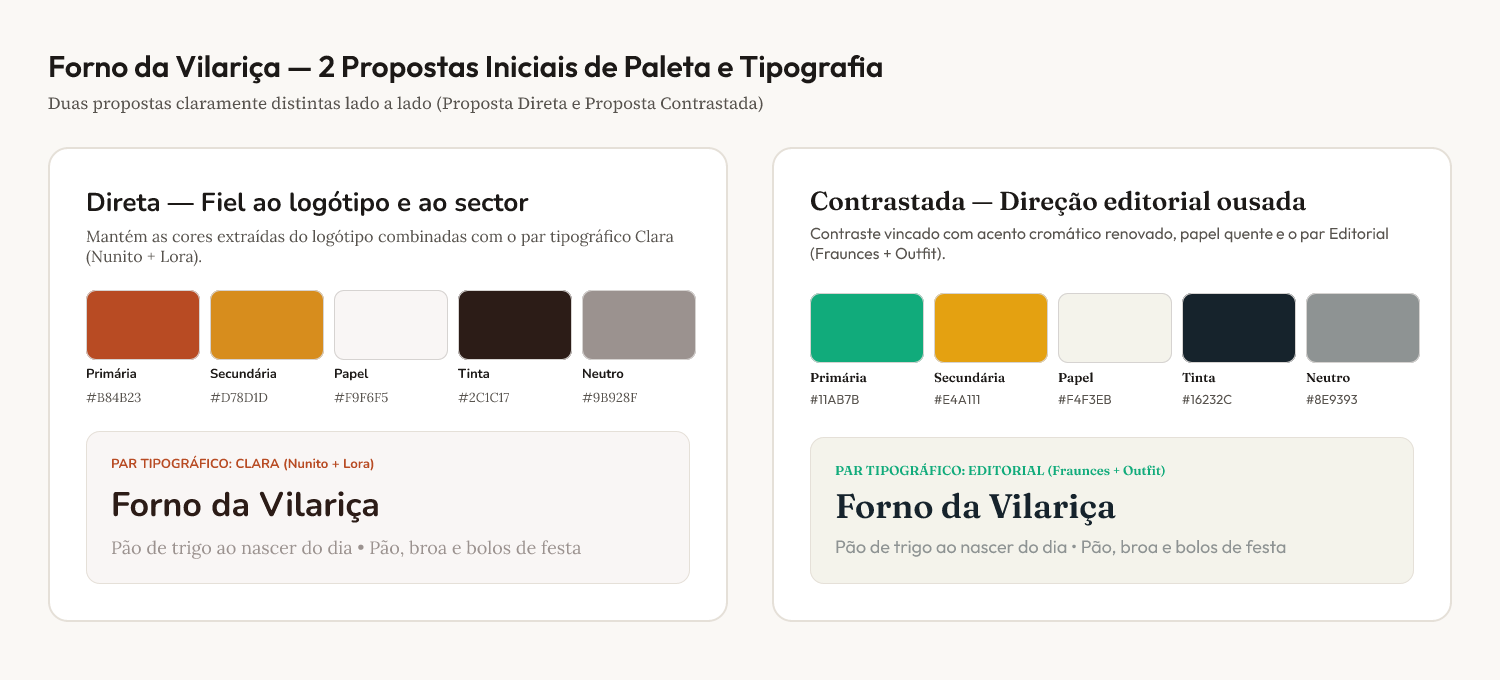 Forno da Vilariça — 2 Propostas Iniciais de Paleta e Tipografia
Duas propostas claramente distintas lado a lado (Proposta Direta e Proposta Contrastada)
Direta — Fiel ao logótipo e ao sector
Mantém as cores extraídas do logótipo combinadas com o par tipográfico Clara
(Nunito + Lora).
Primária
Secundária
Papel
Tinta
Neutro
#B84B23
#D78D1D
#F9F6F5
#2C1C17
#9B928F
PAR TIPOGRÁFICO: CLARA (Nunito + Lora)
Forno da Vilariça
Pão de trigo ao nascer do dia • Pão, broa e bolos de festa
Contrastada — Direção editorial ousada
Contraste vincado com acento cromático renovado, papel quente e o par Editorial
(Fraunces + Outfit).
Primária
Secundária
Papel
Tinta
Neutro
#11AB7B
#E4A111
#F4F3EB
#16232C
#8E9393
PAR TIPOGRÁFICO: EDITORIAL (Fraunces + Outfit)
Forno da Vilariça
Pão de trigo ao nascer do dia • Pão, broa e bolos de festa